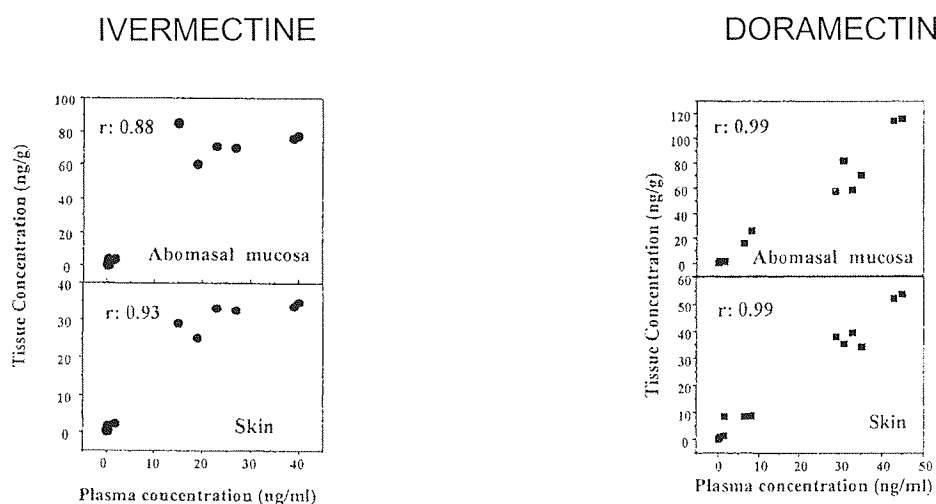 IVERMECTINE
r: 0.88
Abomasal mucosa
r: 0.93
Skin
Tissue Concentration (ng/g)
100
80
60
40
20
0
40
30
20
10
0
0
10
20
30
40
Plasma concentration (ug/ml)
DORAMECTIN
r: 0.99
Abomasal mucosa
r: 0.99
Skin
Tissue Concentration (ng/g)
120
100
80
60
40
20
0
60
50
40
30
20
10
0
0
10
20
30
40
50
Plasma concentration (ng/ml)